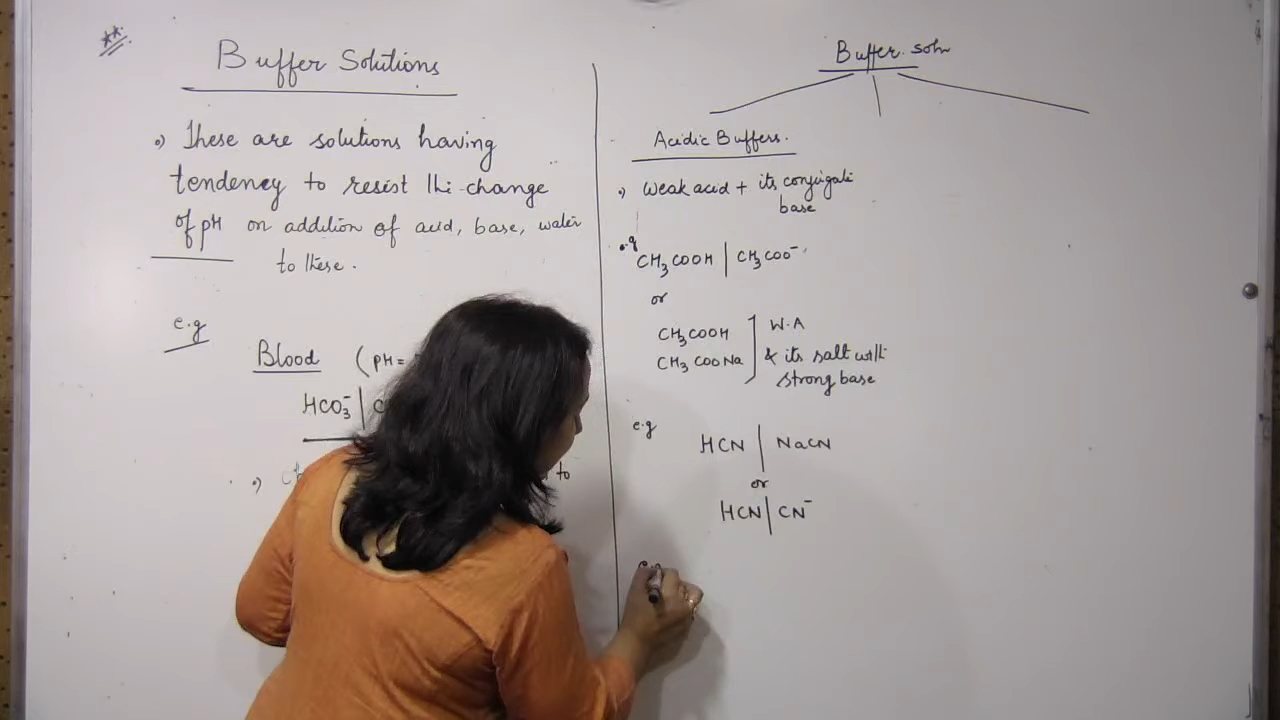 **
Buffer Solutions
These are solutions having
tendency to resist the change
of pH on addition of acid, base, water
to these.
e.g
Blood (pH =
HCO3⁻ |
to
Buffer soln
Acidic Buffers.
Weak acid + its conjugate
base
e.g
CH3COOH | CH3COO⁻
or
CH3COOH ] W.A
CH3COONa & its salt with
strong base
e.g
HCN | NaCN
or
HCN | CN⁻